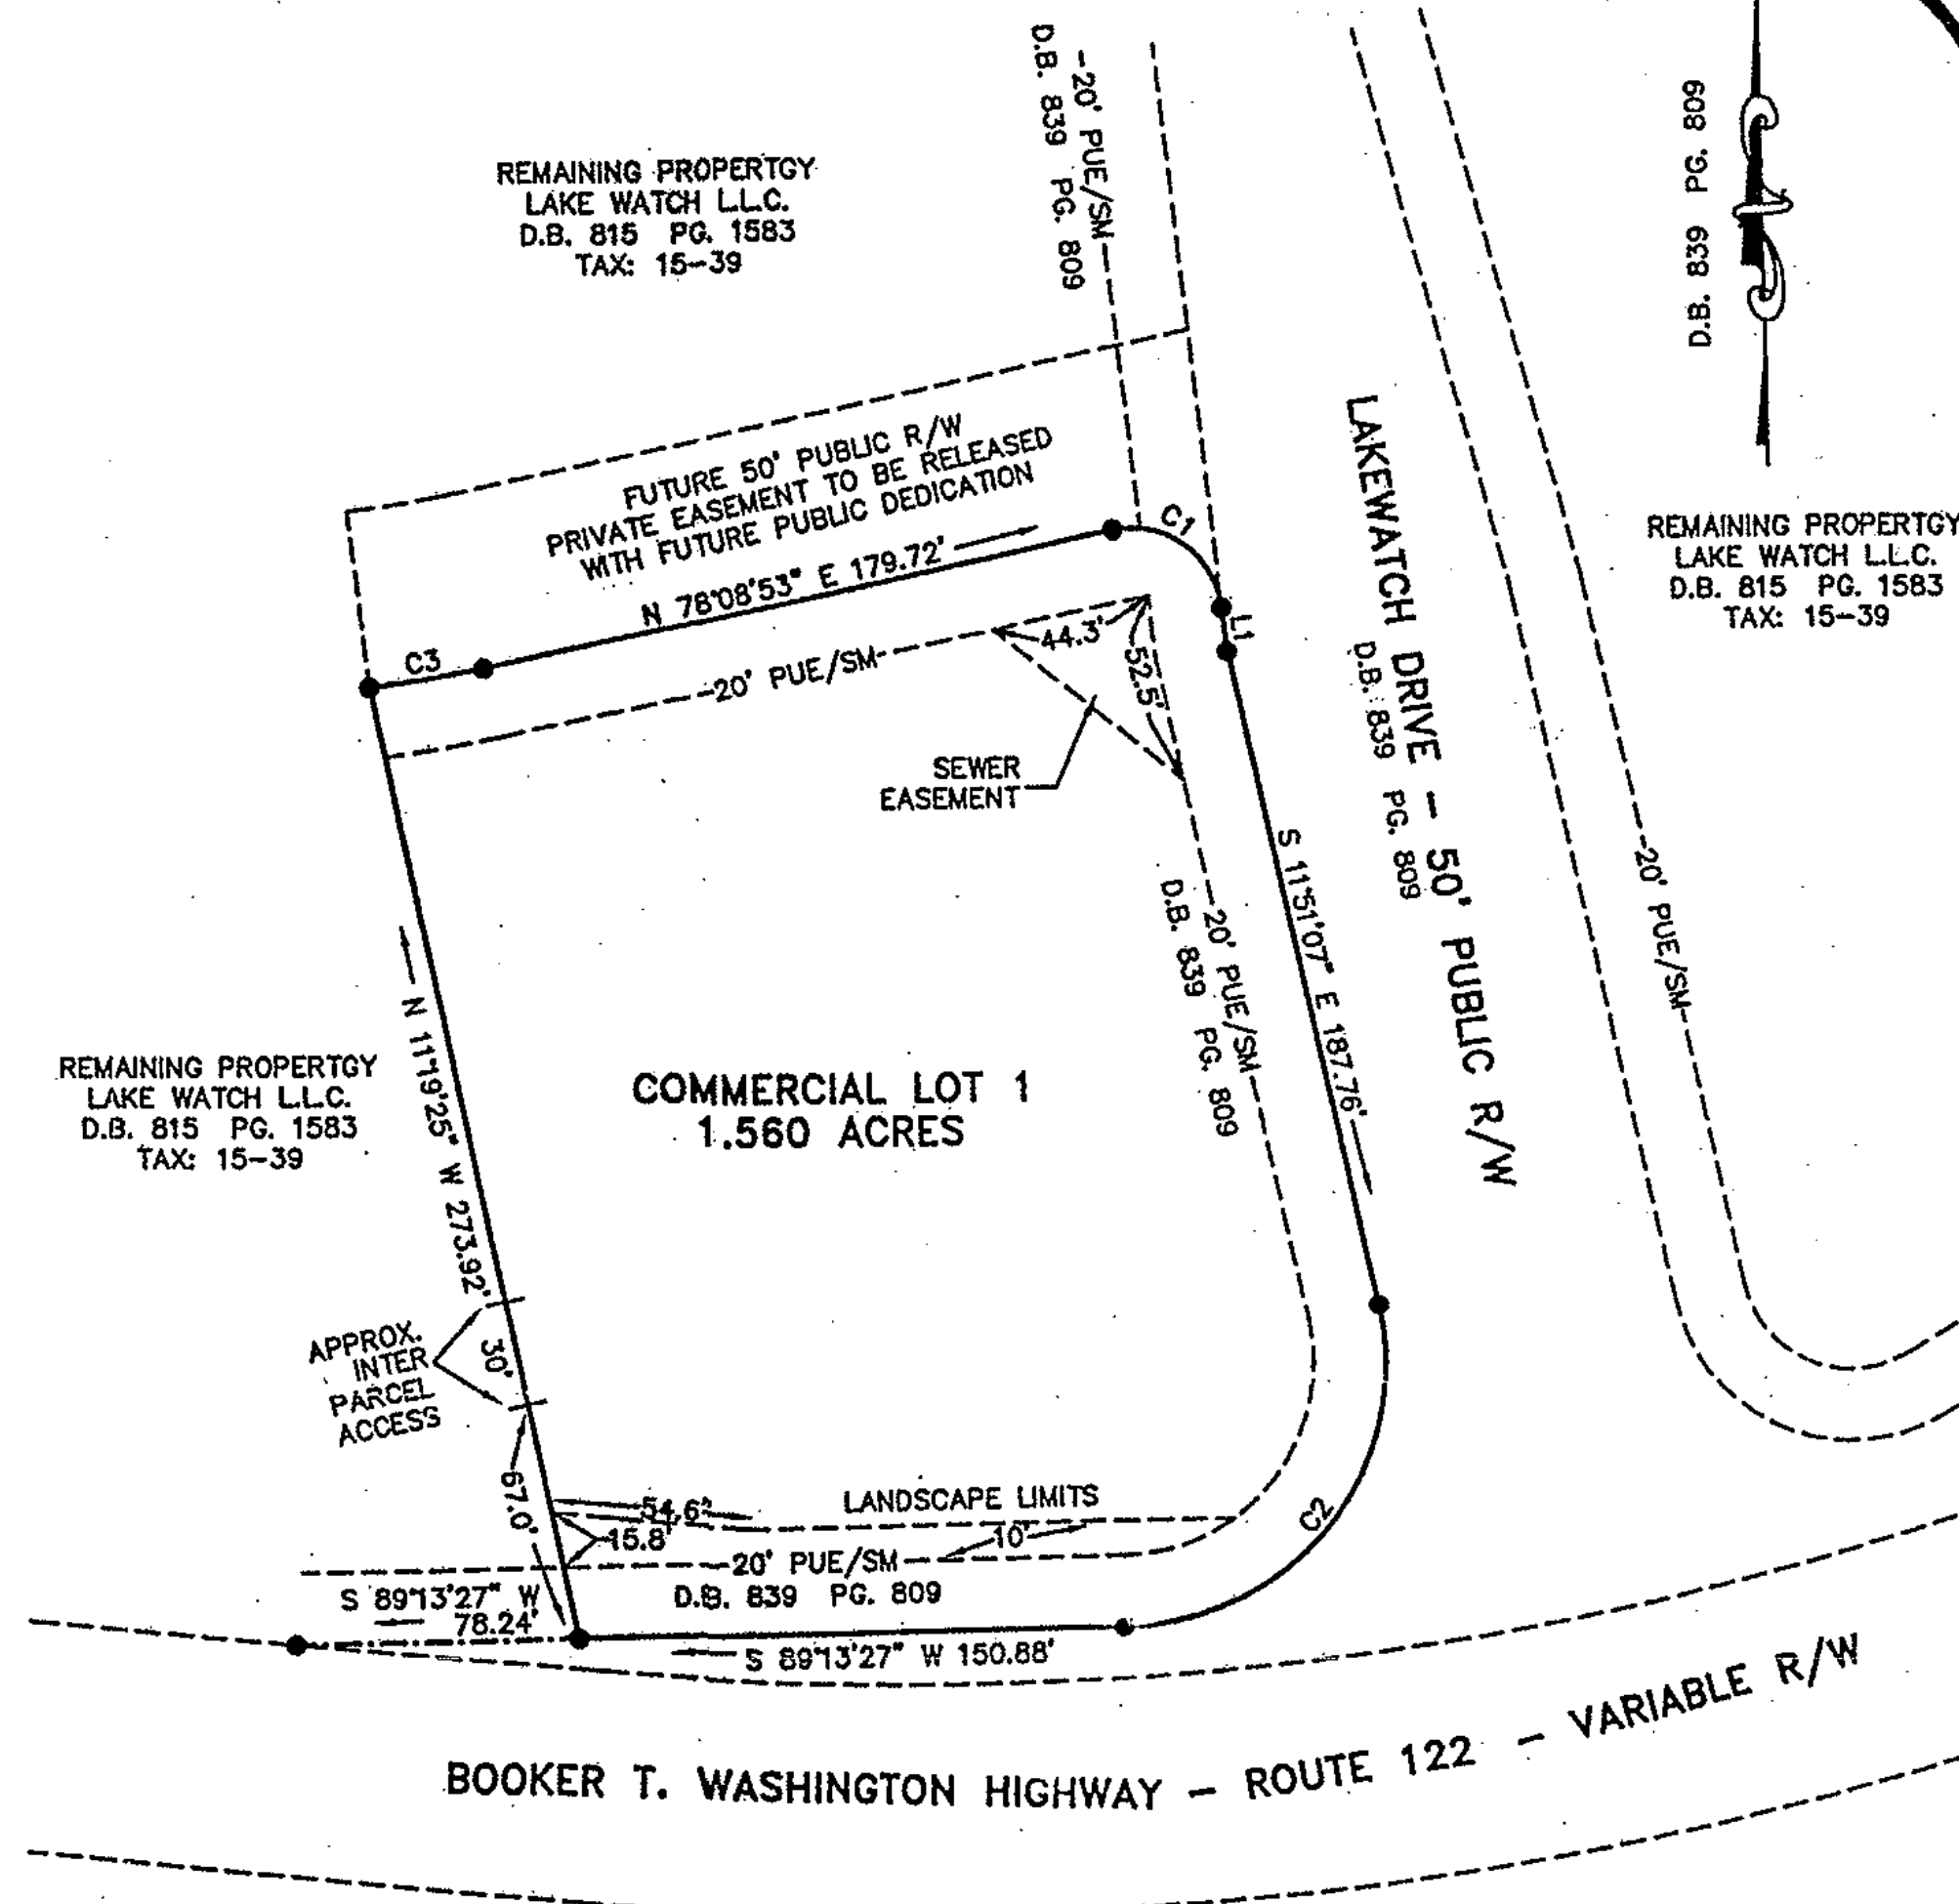 -20' PUE/SM
D.B. 839 PG. 809
D.B. 839 PG. 809
REMAINING PROPERTGY
LAKE WATCH L.L.C.
D.B. 815 PG. 1583
TAX: 15-39
FUTURE 50' PUBLIC R/W
PRIVATE EASEMENT TO BE RELEASED
WITH FUTURE PUBLIC DEDICATION
N 78°08'53" E 179.72'
C1
C3
L1
LAKEWATCH DRIVE - 50' PUBLIC R/W
D.B. 839 PG. 809
REMAINING PROPERTGY
LAKE WATCH L.L.C.
D.B. 815 PG. 1583
TAX: 15-39
-20' PUE/SM-
44.3'
52.5'
SEWER
EASEMENT
S 11°51'07" E 187.76'
-20' PUE/SM
D.B. 839 PG. 809
-20' PUE/SM-
N 11°19'25" W 273.92'
REMAINING PROPERTGY
LAKE WATCH L.L.C.
D.B. 815 PG. 1583
TAX: 15-39
COMMERCIAL LOT 1
1.560 ACRES
APPROX.
INTER
PARCEL
ACCESS
30'
67.0'
54.6'
LANDSCAPE LIMITS
15.8'
10'
C2
-20' PUE/SM
D.B. 839 PG. 809
S 89°13'27" W
78.24'
S 89°13'27" W 150.88'
BOOKER T. WASHINGTON HIGHWAY - ROUTE 122 - VARIABLE R/W